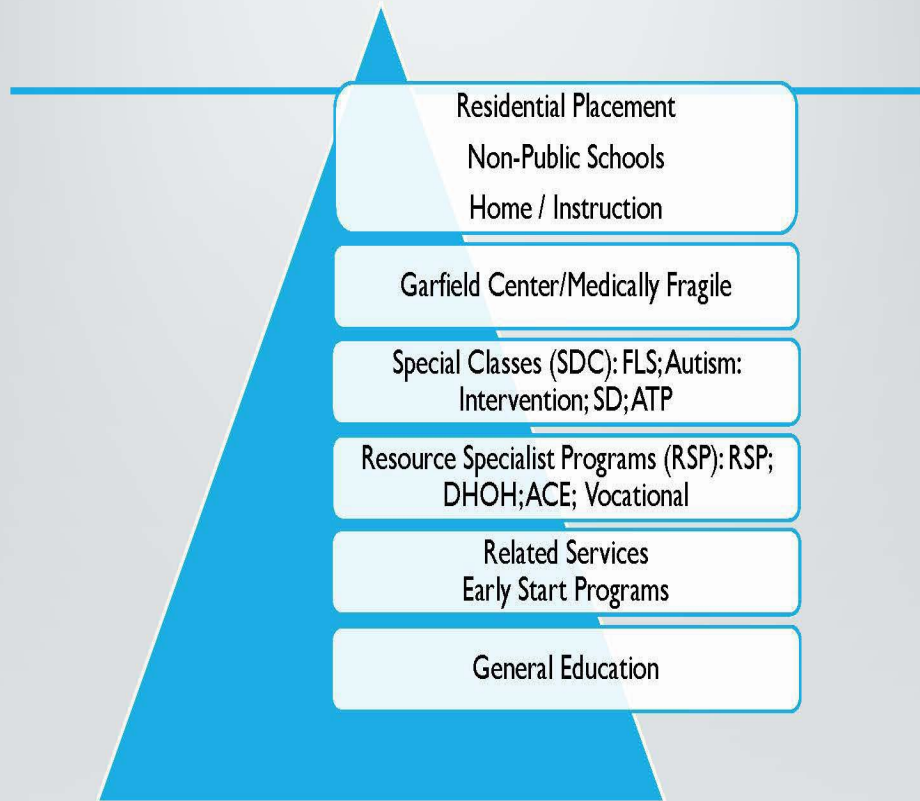 Residential Placement
Non-Public Schools
Home / Instruction
Garfield Center/Medically Fragile
Special Classes (SDC): FLS; Autism:
Intervention; SD; ATP
Resource Specialist Programs (RSP): RSP;
DHOH; ACE; Vocational
Related Services
Early Start Programs
General Education